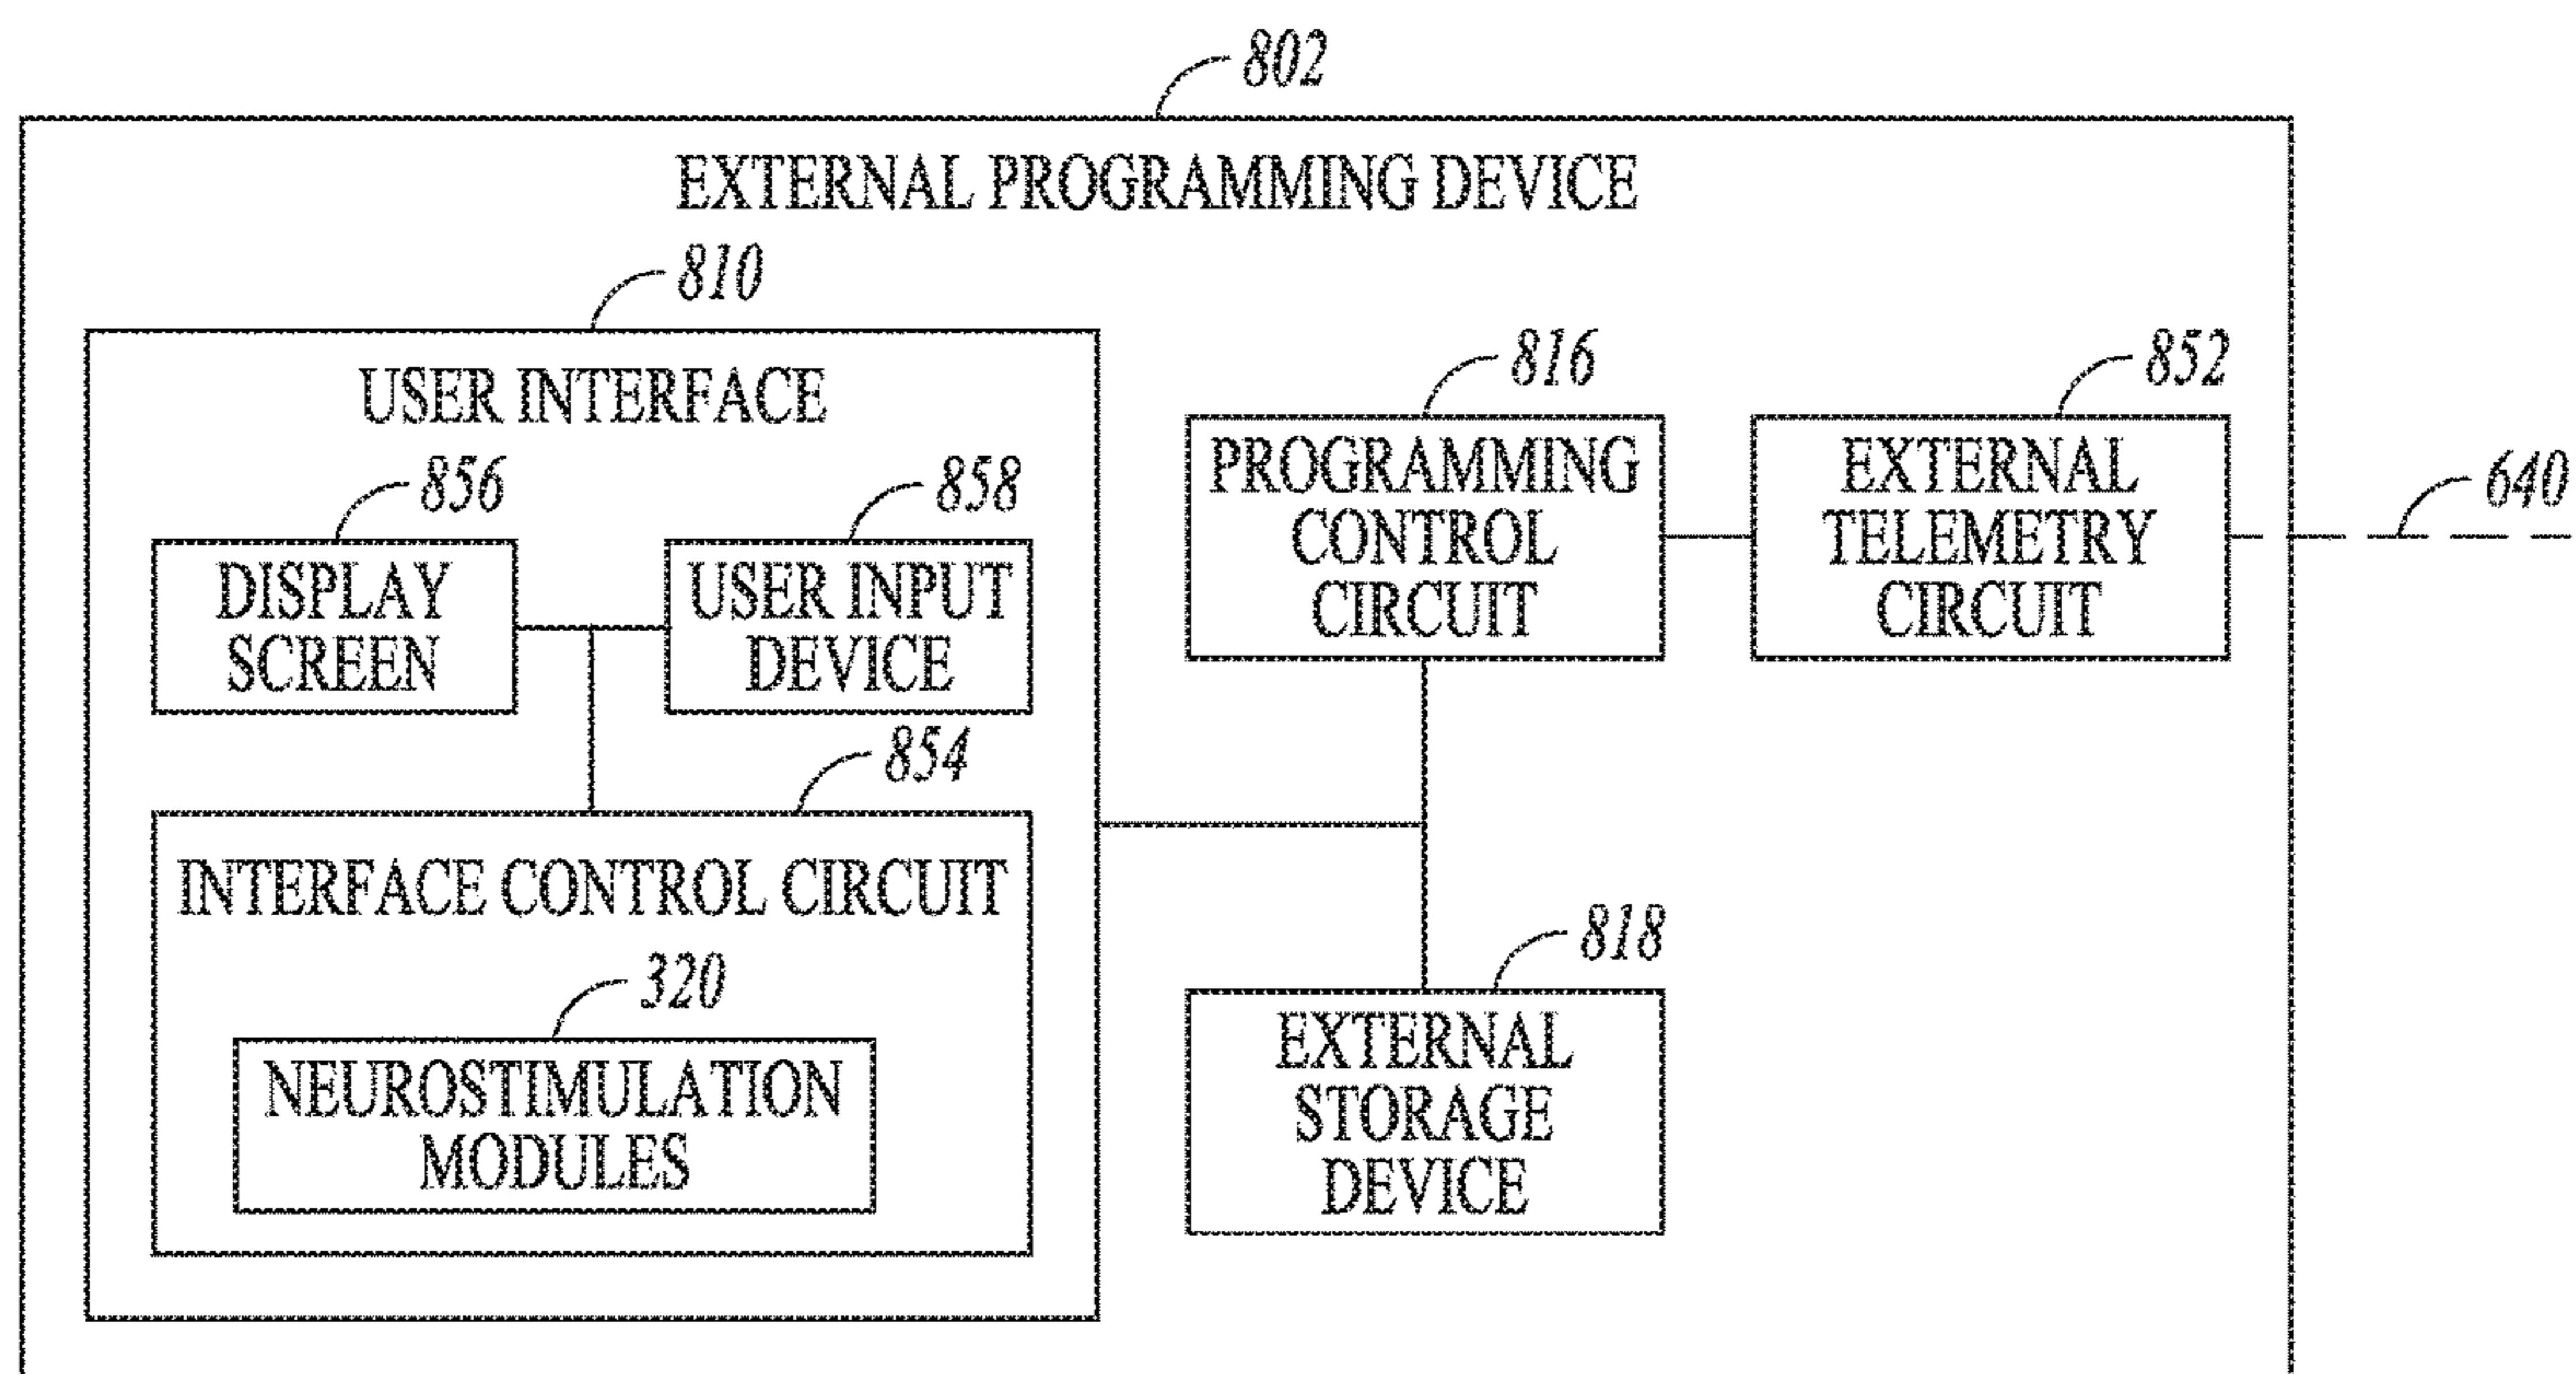 802
EXTERNAL PROGRAMMING DEVICE
810
USER INTERFACE
856
DISPLAY
SCREEN
858
USER INPUT
DEVICE
854
INTERFACE CONTROL CIRCUIT
320
NEUROSTIMULATION
MODULES
816
PROGRAMMING
CONTROL
CIRCUIT
852
EXTERNAL
TELEMETRY
CIRCUIT
640
818
EXTERNAL
STORAGE
DEVICE